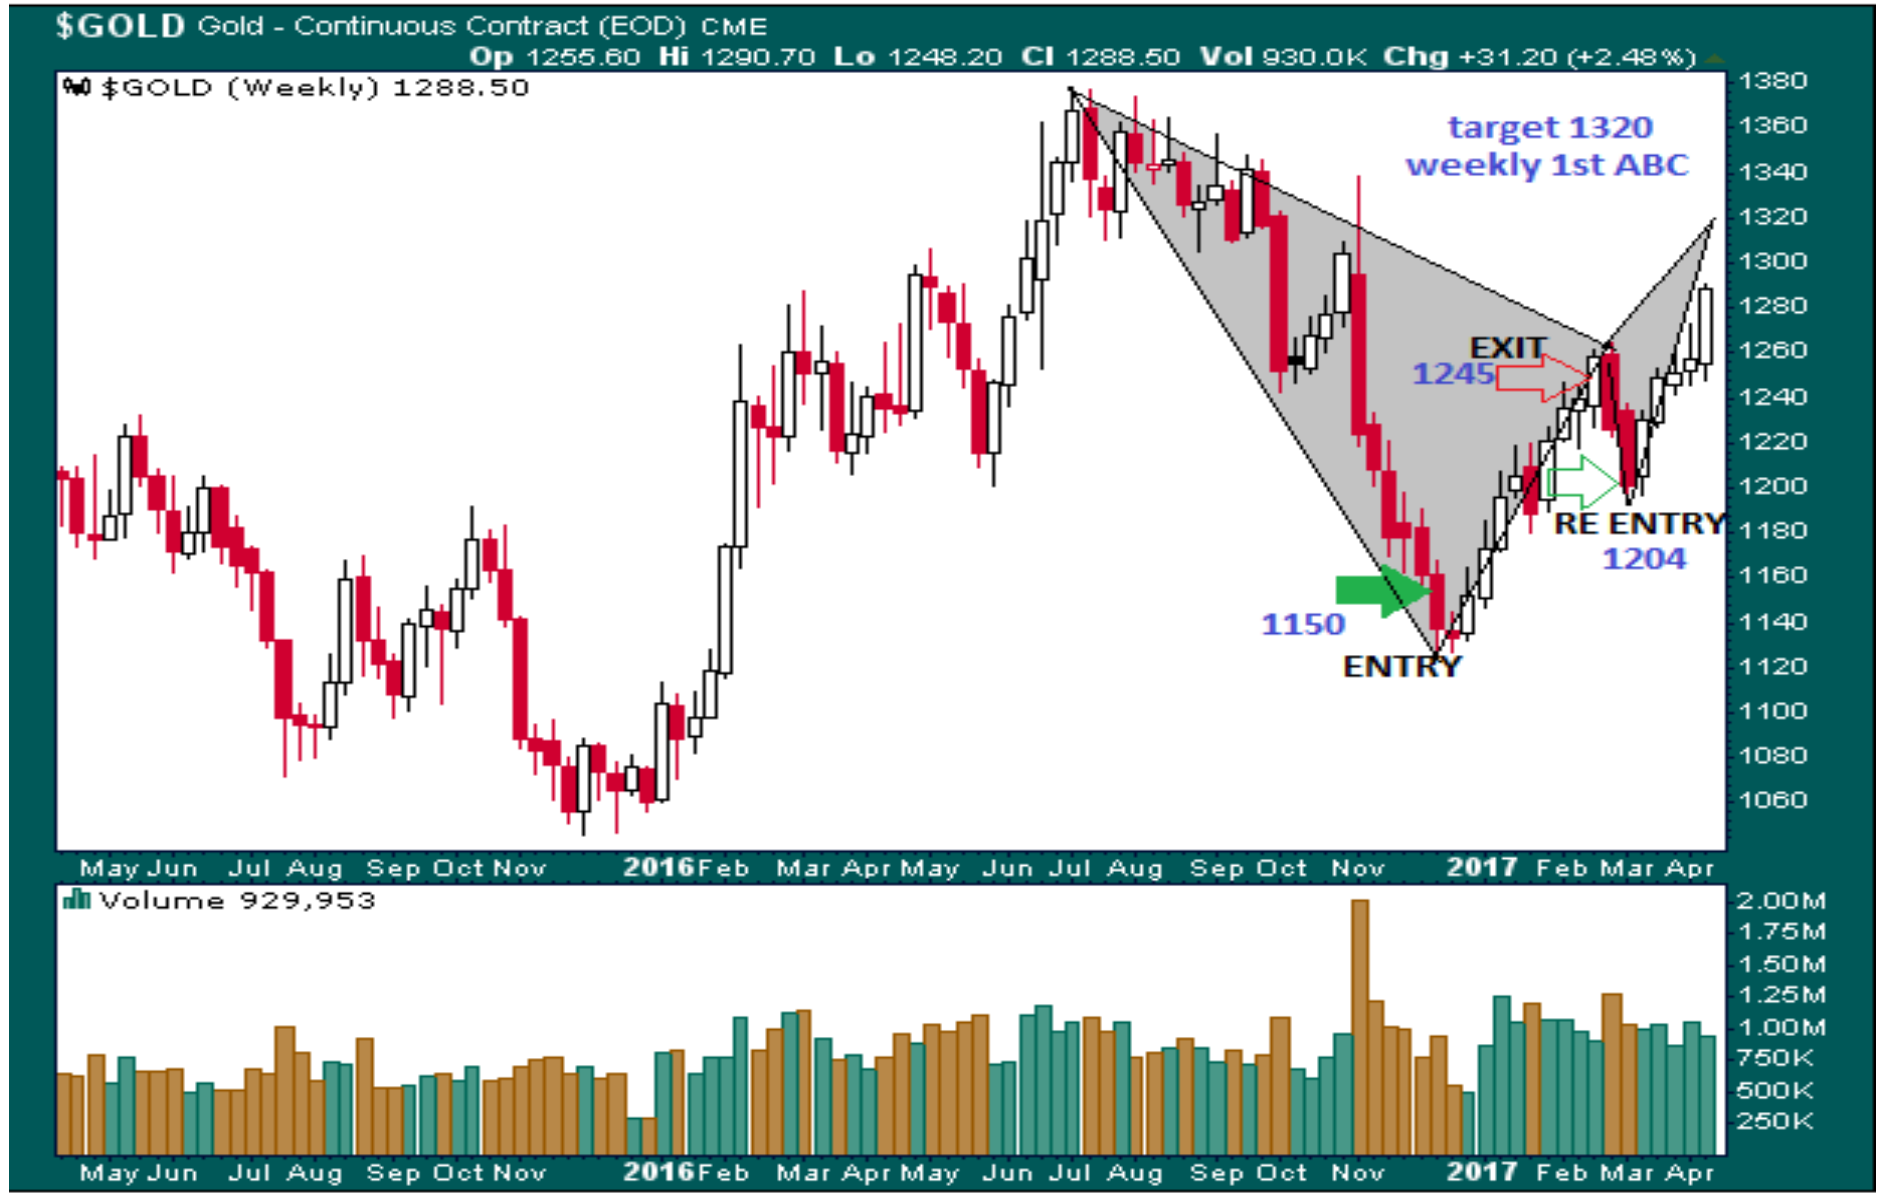 $GOLD Gold - Continuous Contract (EOD) CME
Op 1255.60 Hi 1290.70 Lo 1248.20 Cl 1288.50 Vol 930.0K Chg +31.20 (+2.48%)
$GOLD (Weekly) 1288.50
target 1320
weekly 1st ABC
EXIT
1245
RE ENTRY
1204
1150
ENTRY
1380
1360
1340
1320
1300
1280
1260
1240
1220
1200
1180
1160
1140
1120
1100
1080
1060
May Jun Jul Aug Sep Oct Nov 2016 Feb Mar Apr May Jun Jul Aug Sep Oct Nov 2017 Feb Mar Apr
Volume 929,953
2.00M
1.75M
1.50M
1.25M
1.00M
750K
500K
250K
May Jun Jul Aug Sep Oct Nov 2016 Feb Mar Apr May Jun Jul Aug Sep Oct Nov 2017 Feb Mar Apr